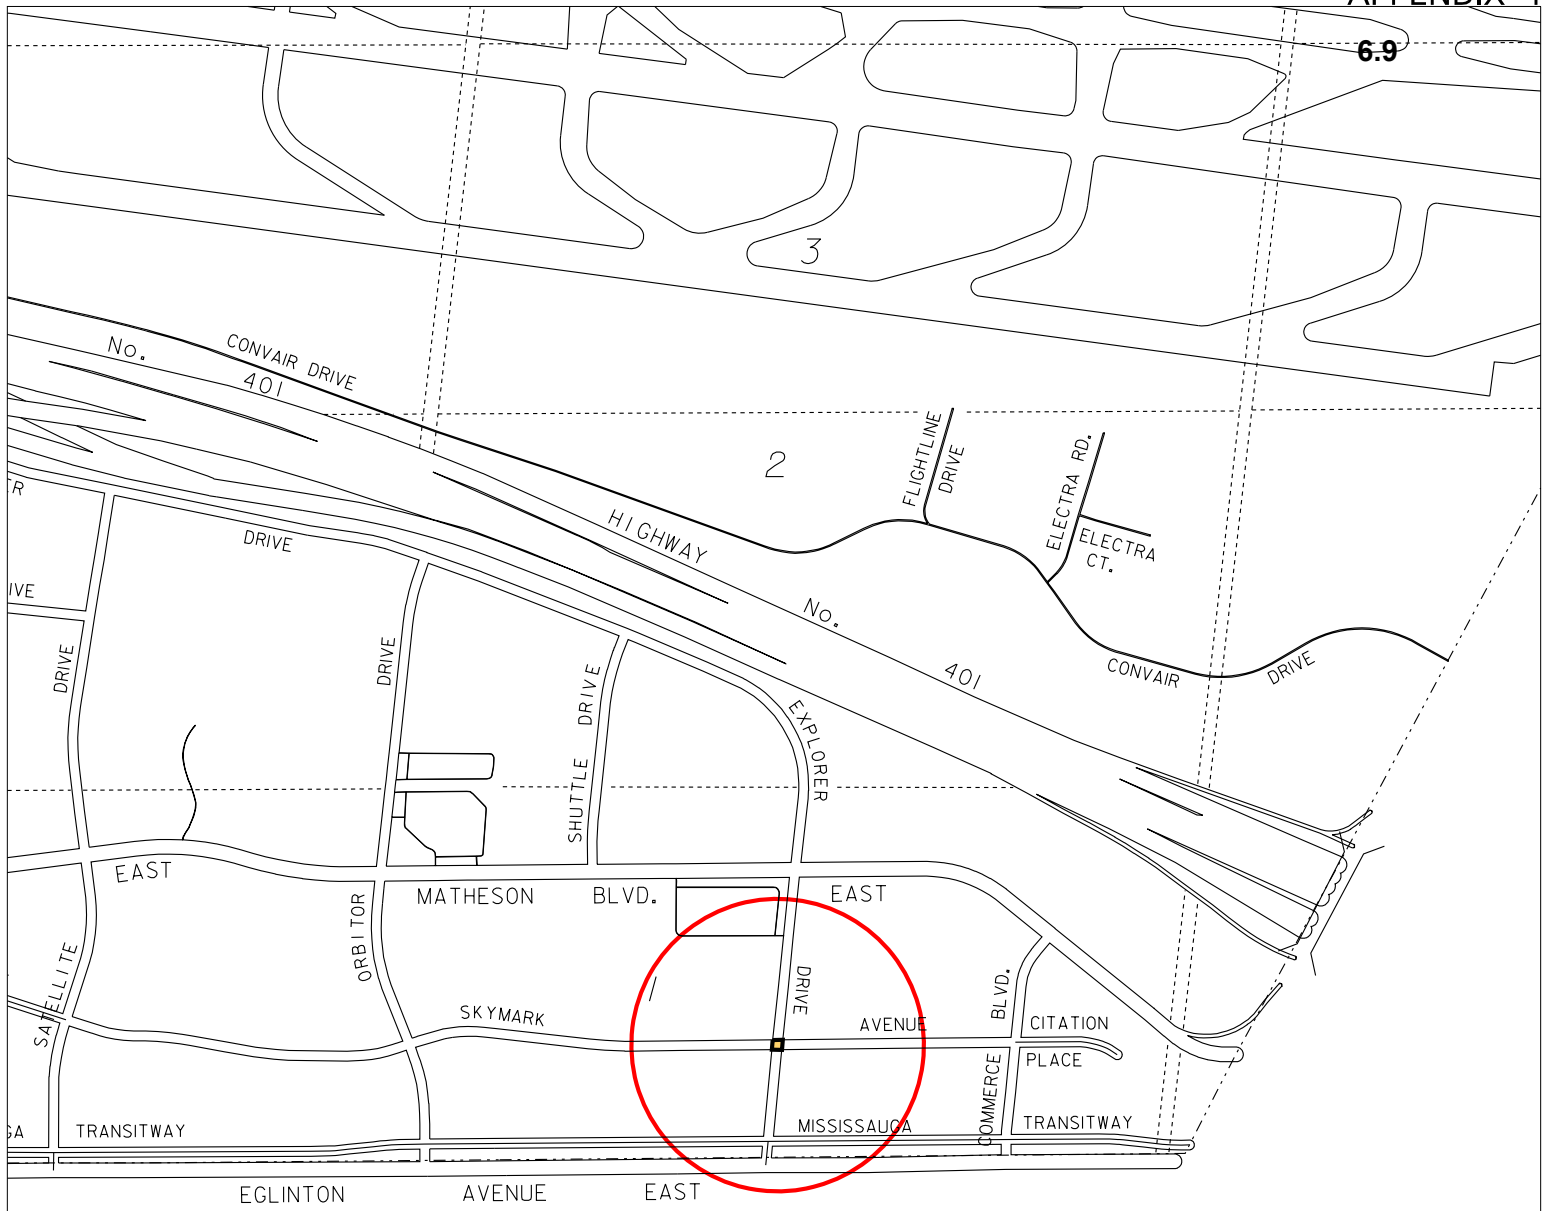 6.9
3
No.
401
CONVAIR DRIVE
2
FLIGHTLINE
DRIVE
ELECTRA RD.
ELECTRA
CT.
HIGHWAY
No.
401
CONVAIR
DRIVE
DRIVE
IVE
DRIVE
DRIVE
SHUTTLE DRIVE
EXPLORER
EAST
MATHESON
BLVD.
EAST
ORBITOR
SATELLITE
SKYMARK
DRIVE
AVENUE
BLVD.
COMMERCE
CITATION
PLACE
TRANSITWAY
MISSISSAUGA
TRANSITWAY
EGLINTON
AVENUE
EAST